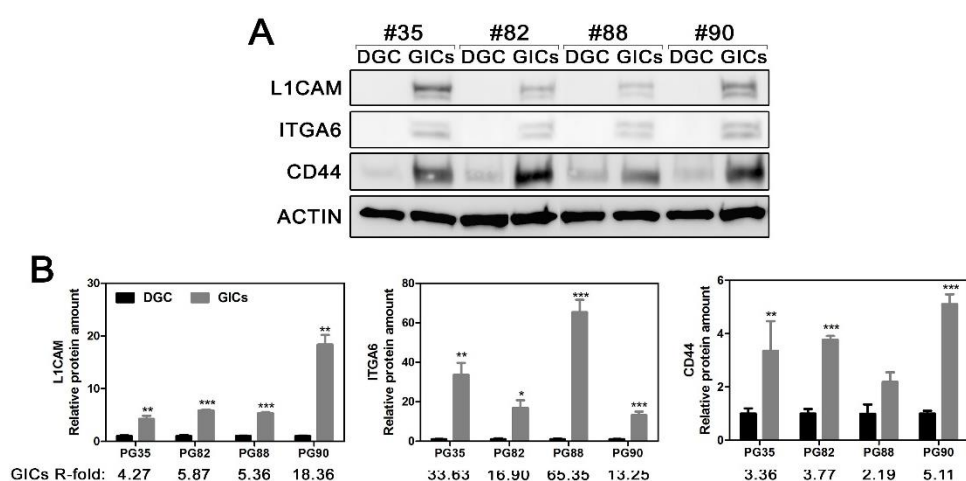 A
#35 #82 #88 #90
DGC GICs DGC GICs DGC GICs DGC GICs
L1CAM
ITGA6
CD44
ACTIN
B
L1CAM
Relative protein amount
30
20
10
0
DGC
GICs
** *** *** **
PG35 PG82 PG88 PG90
GICs R-fold: 4.27 5.87 5.36 18.36
ITGA6
Relative protein amount
80
60
40
20
0
** * *** ***
PG35 PG82 PG88 PG90
33.63 16.90 65.35 13.25
CD44
Relative protein amount
6
4
2
0
** *** ***
PG35 PG82 PG88 PG90
3.36 3.77 2.19 5.11